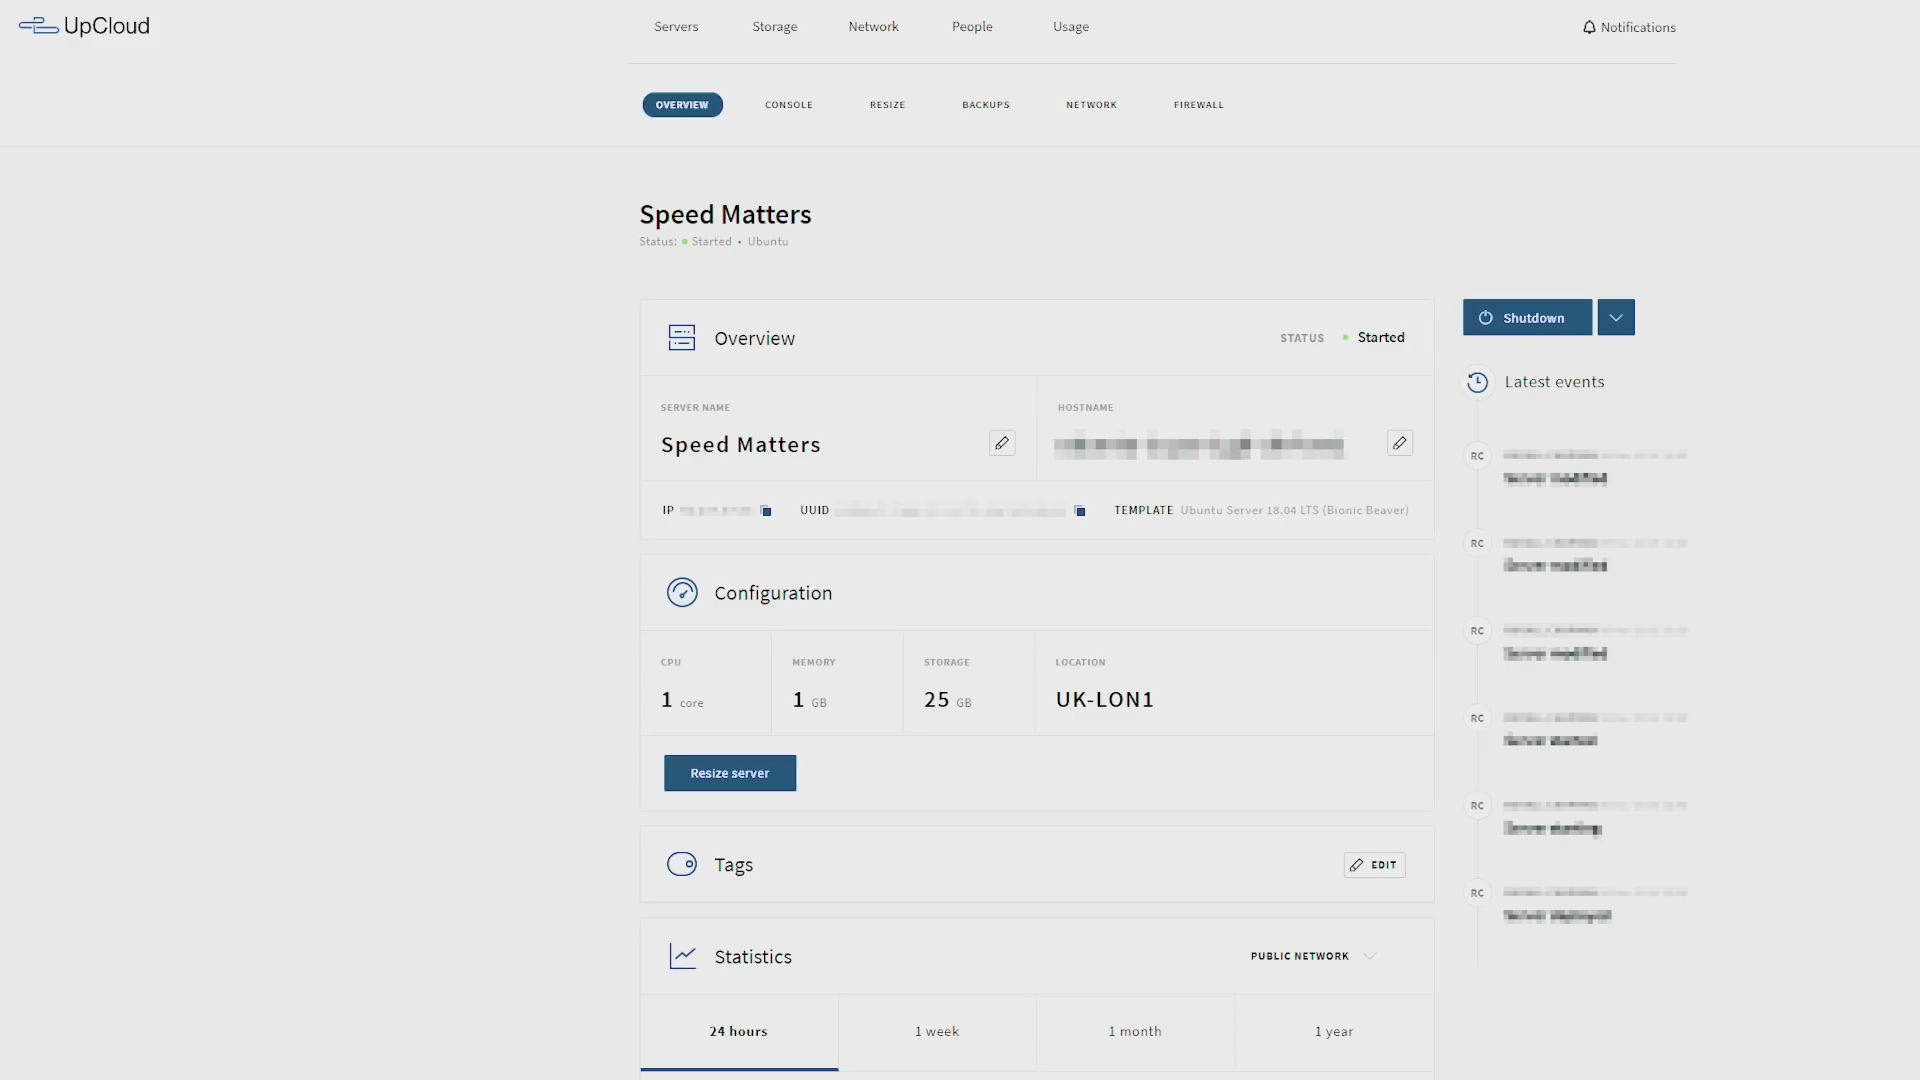 UpCloud
Servers Storage Network People Usage
Notifications
OVERVIEW CONSOLE RESIZE BACKUPS NETWORK FIREWALL
Speed Matters
Status: Started • Ubuntu
Overview
STATUS Started
Shutdown
Latest events
SERVER NAME
Speed Matters
HOSTNAME
IP
UUID
TEMPLATE Ubuntu Server 18.04 LTS (Bionic Beaver)
RC
RC
RC
RC
RC
RC
Configuration
CPU
1 core
MEMORY
1 GB
STORAGE
25 GB
LOCATION
UK-LON1
Resize server
Tags
EDIT
Statistics
PUBLIC NETWORK
24 hours 1 week 1 month 1 year